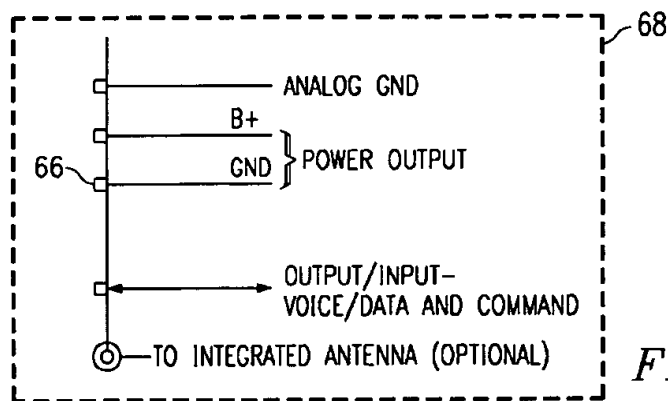 68
ANALOG GND
B+
66
GND
POWER OUTPUT
OUTPUT/INPUT-
VOICE/DATA AND COMMAND
TO INTEGRATED ANTENNA (OPTIONAL)
F